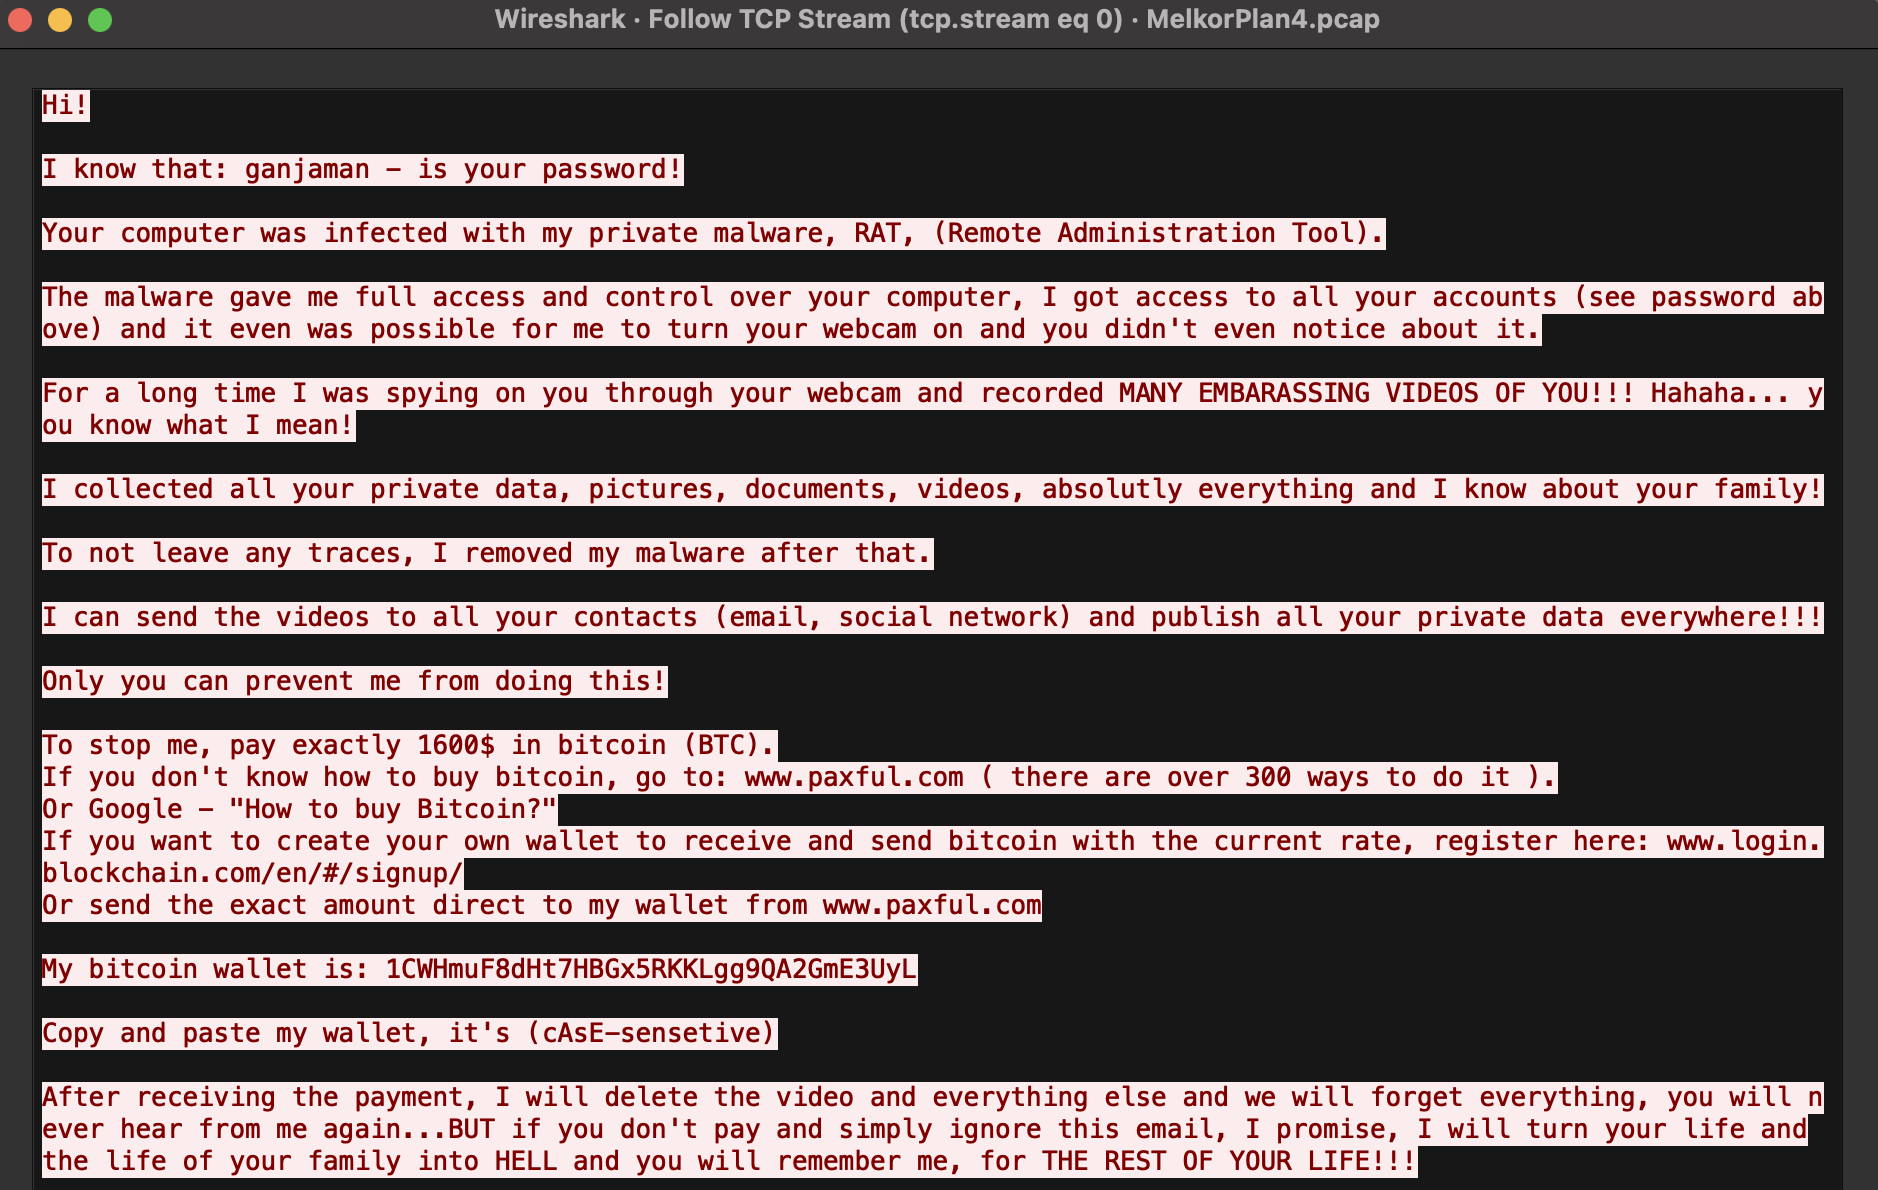 Wireshark · Follow TCP Stream (tcp.stream eq 0) · MelkorPlan4.pcap
Hi!
I know that: ganjaman - is your password!
Your computer was infected with my private malware, RAT, (Remote Administration Tool).
The malware gave me full access and control over your computer, I got access to all your accounts (see password ab
ove) and it even was possible for me to turn your webcam on and you didn't even notice about it.
For a long time I was spying on you through your webcam and recorded MANY EMBARASSING VIDEOS OF YOU!!! Hahaha... y
ou know what I mean!
I collected all your private data, pictures, documents, videos, absolutly everything and I know about your family!
To not leave any traces, I removed my malware after that.
I can send the videos to all your contacts (email, social network) and publish all your private data everywhere!!!
Only you can prevent me from doing this!
To stop me, pay exactly 1600$ in bitcoin (BTC).
If you don't know how to buy bitcoin, go to: www.paxful.com ( there are over 300 ways to do it ).
Or Google - "How to buy Bitcoin?"
If you want to create your own wallet to receive and send bitcoin with the current rate, register here: www.login.
blockchain.com/en/#/signup/
Or send the exact amount direct to my wallet from www.paxful.com
My bitcoin wallet is: 1CWHmuF8dHt7HBGx5RKKLgg9QA2GmE3UyL
Copy and paste my wallet, it's (cAsE-sensetive)
After receiving the payment, I will delete the video and everything else and we will forget everything, you will n
ever hear from me again...BUT if you don't pay and simply ignore this email, I promise, I will turn your life and
the life of your family into HELL and you will remember me, for THE REST OF YOUR LIFE!!!